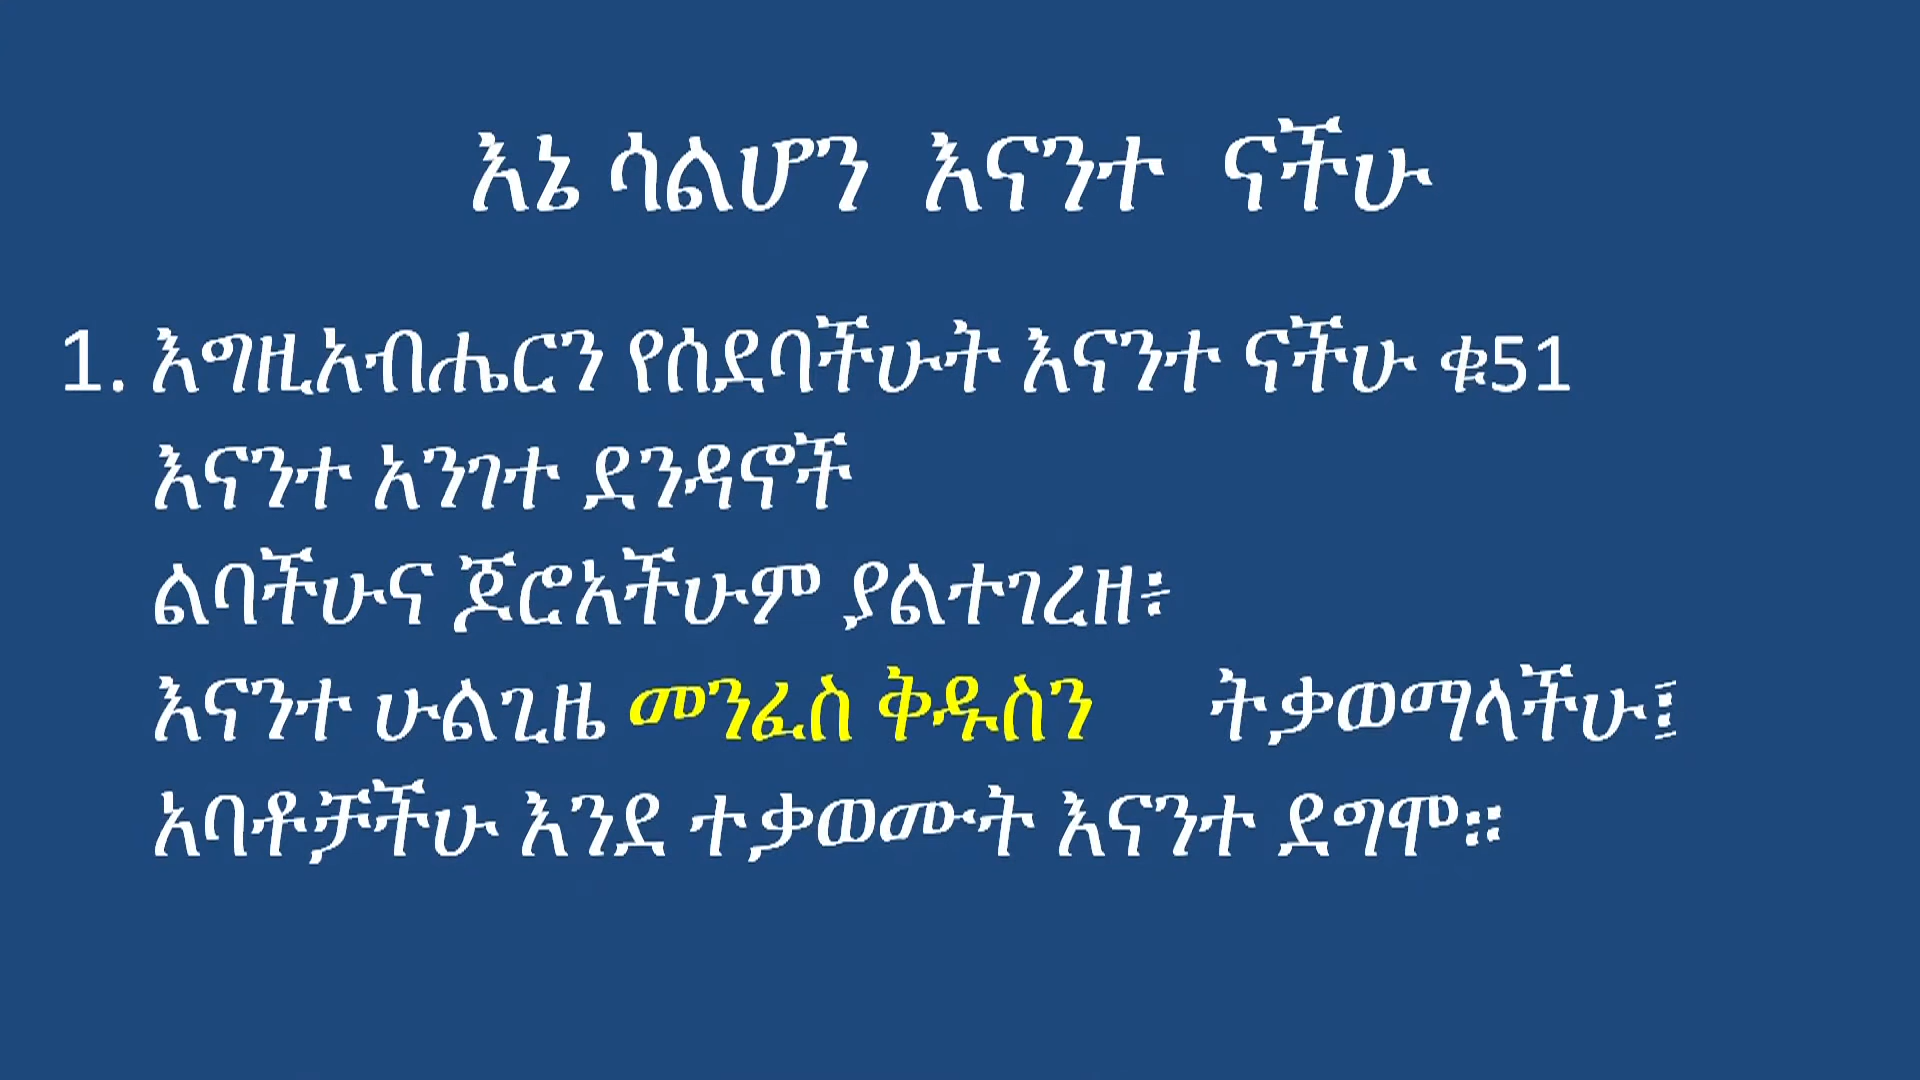 እኔ ሳልሆን እናንተ ናችሁ
1. እግዚአብሔርን የሰደባችሁት እናንተ ናችሁ ቁ51
እናንተ አንገተ ደንዳኖች
ልባችሁና ጆሮአችሁም ያልተገረዘ፥
እናንተ ሁልጊዜ መንፈስ ቅዱስን ትቃወማላችሁ፤
አባቶቻችሁ እንደ ተቃወሙት እናንተ ደግሞ።